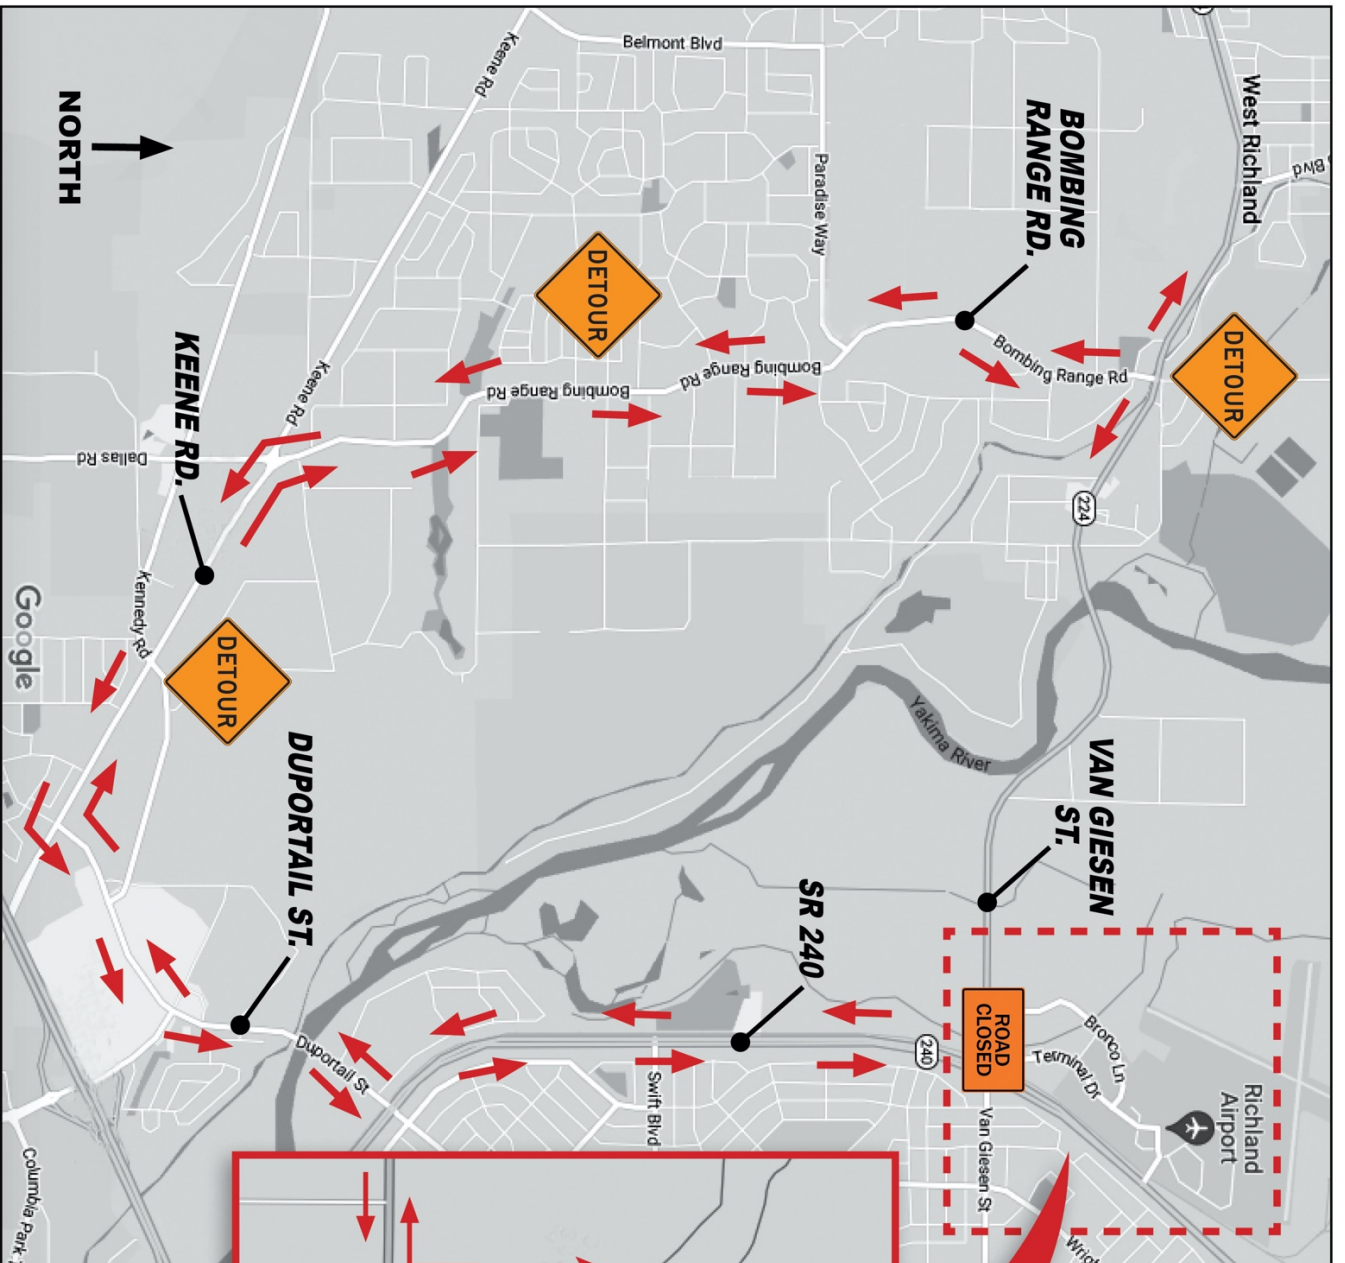 West Richland
Blvd
Belmont Blvd
Keene Rd
Paradise Way
BOMBING
RANGE RD.
NORTH
DETOUR
DETOUR
Bombing Range Rd
Bombing Range Rd
Bombing Range Rd
KEENE RD.
Keene Rd
Dallas Rd
224
Kennedy Rd
Google
DETOUR
Yakima River
VAN GIESEN
ST.
DUPORTAIL ST.
SR 240
ROAD
CLOSED
240
Bronco Ln
Terminal Dr
Richland
Airport
Duportail St
Swift Blvd
Van Giesen St
Columbia Park